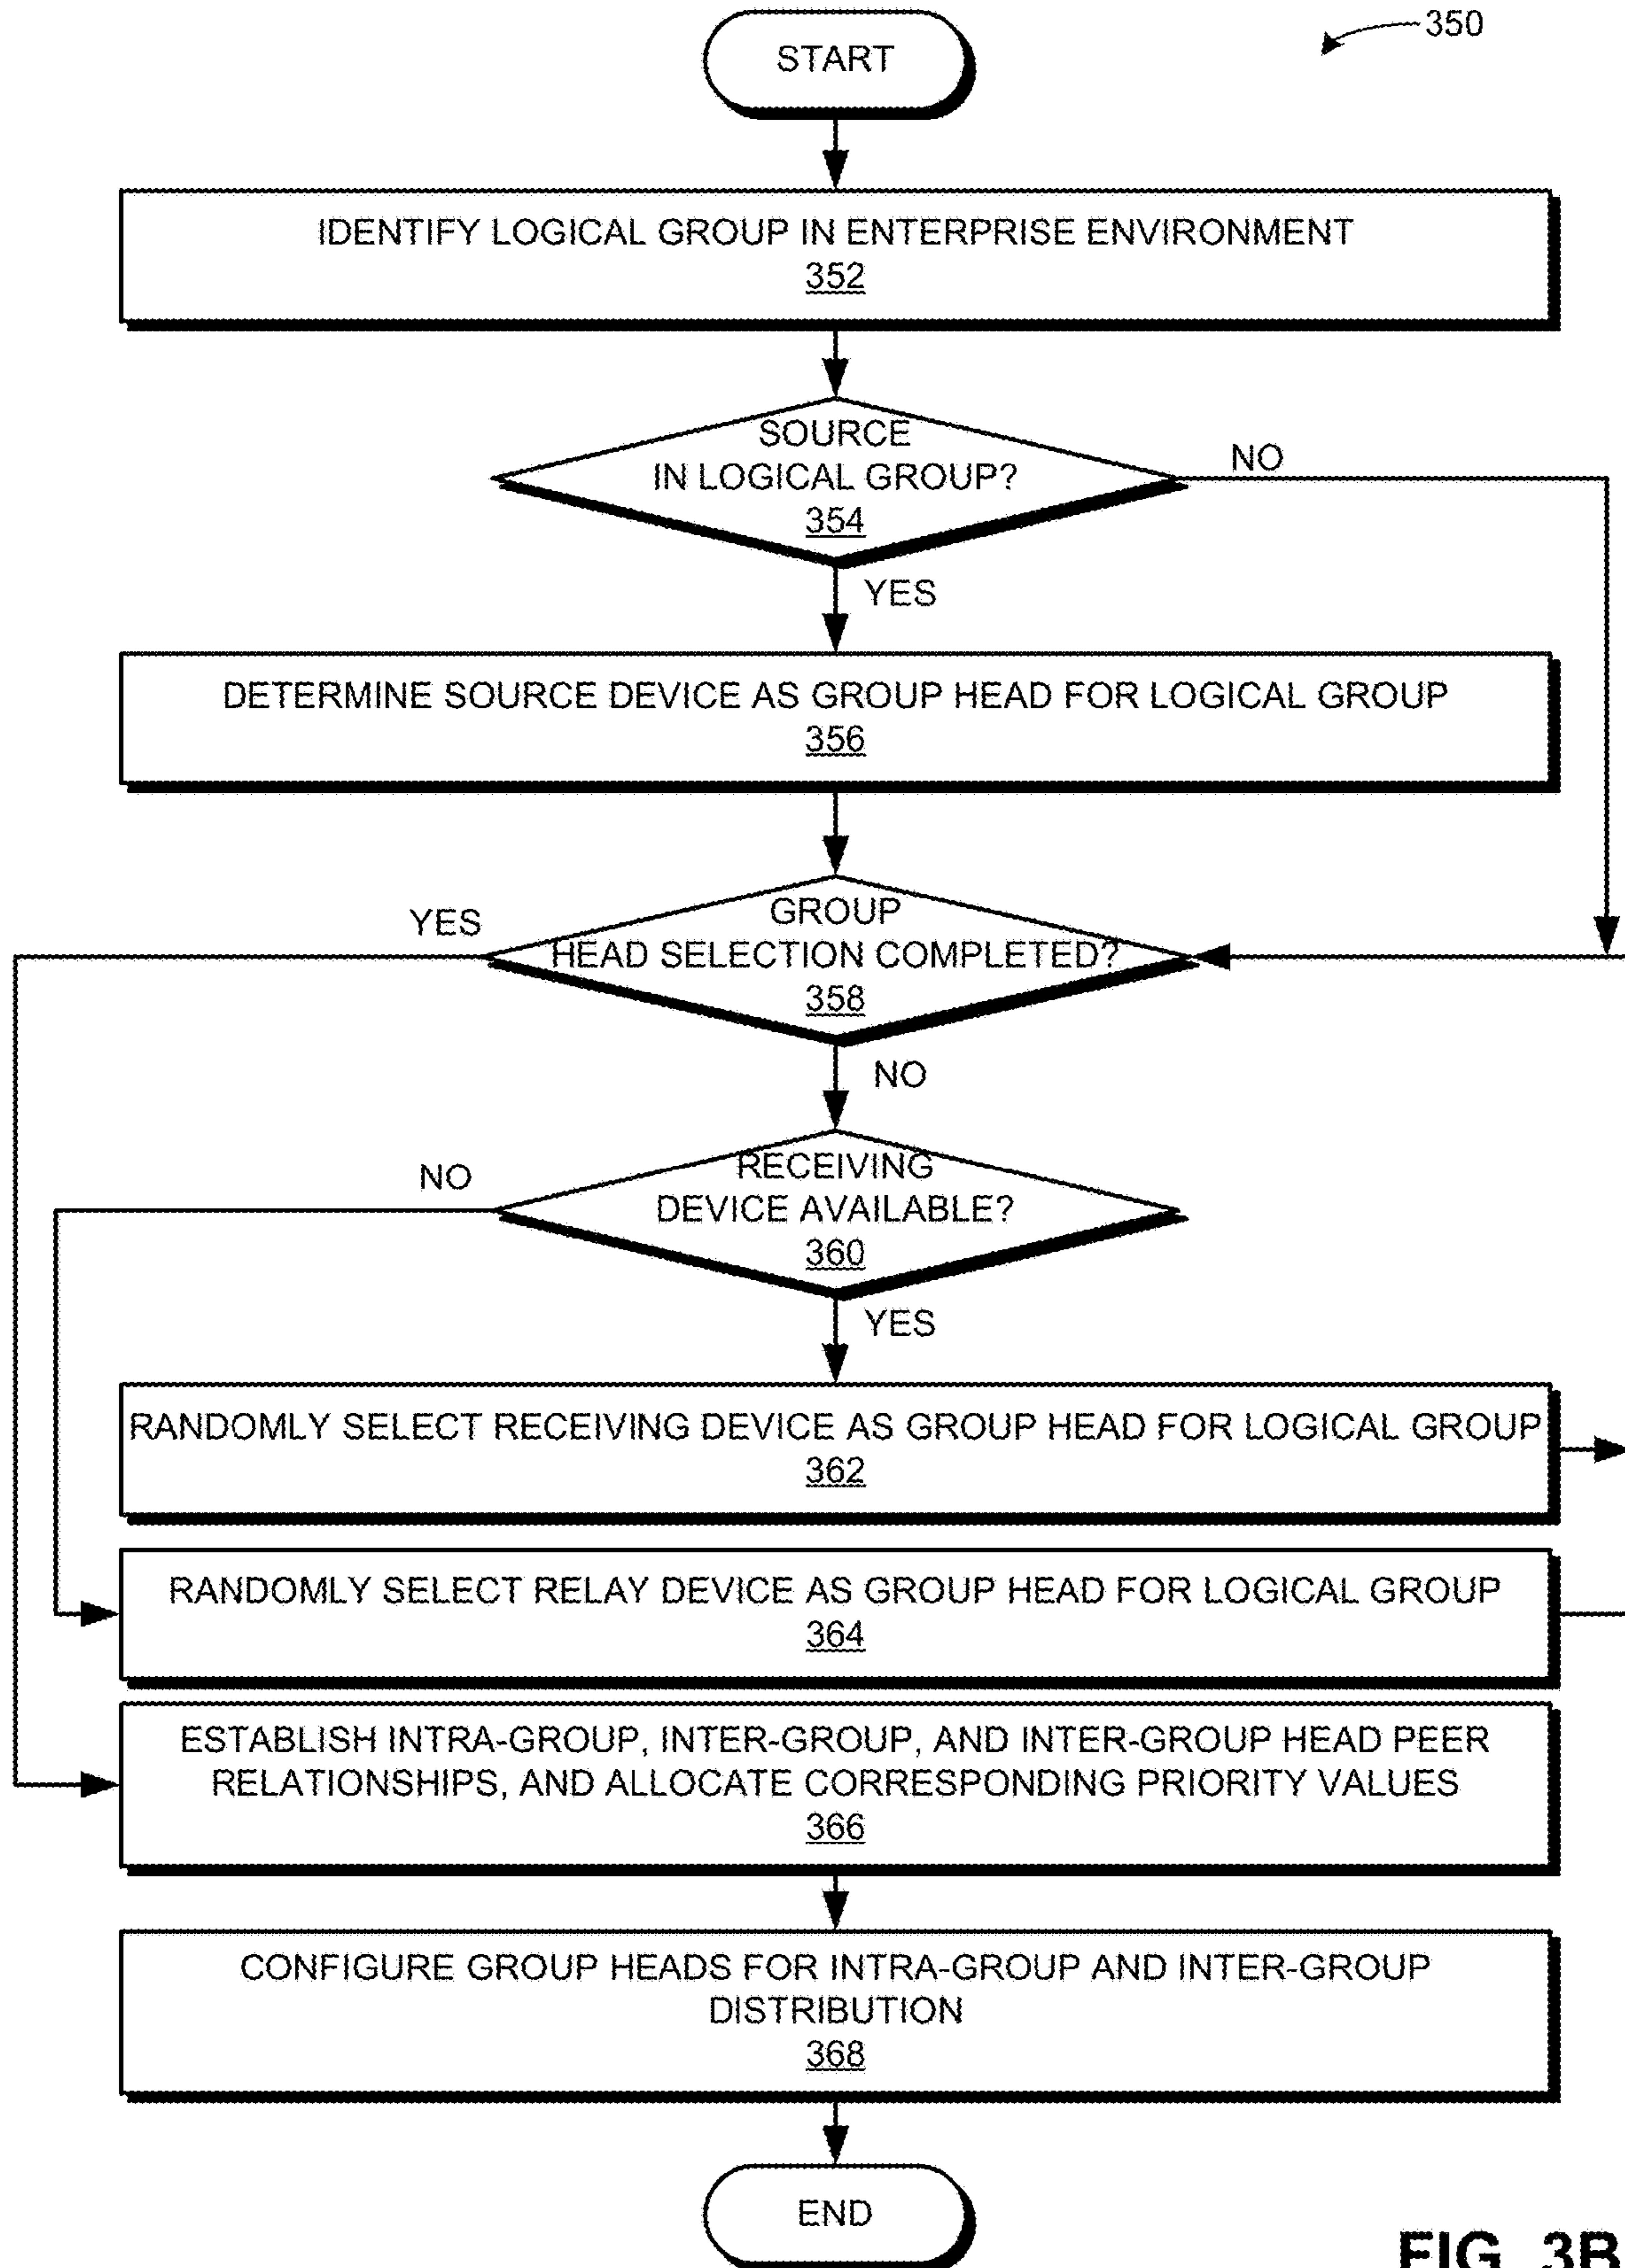 350
START
IDENTIFY LOGICAL GROUP IN ENTERPRISE ENVIRONMENT
352
SOURCE
IN LOGICAL GROUP?
354
NO
YES
DETERMINE SOURCE DEVICE AS GROUP HEAD FOR LOGICAL GROUP
356
GROUP
HEAD SELECTION COMPLETED?
358
YES
NO
RECEIVING
DEVICE AVAILABLE?
360
NO
YES
RANDOMLY SELECT RECEIVING DEVICE AS GROUP HEAD FOR LOGICAL GROUP
362
RANDOMLY SELECT RELAY DEVICE AS GROUP HEAD FOR LOGICAL GROUP
364
ESTABLISH INTRA-GROUP, INTER-GROUP, AND INTER-GROUP HEAD PEER
RELATIONSHIPS, AND ALLOCATE CORRESPONDING PRIORITY VALUES
366
CONFIGURE GROUP HEADS FOR INTRA-GROUP AND INTER-GROUP
DISTRIBUTION
368
END
FIG. 3B